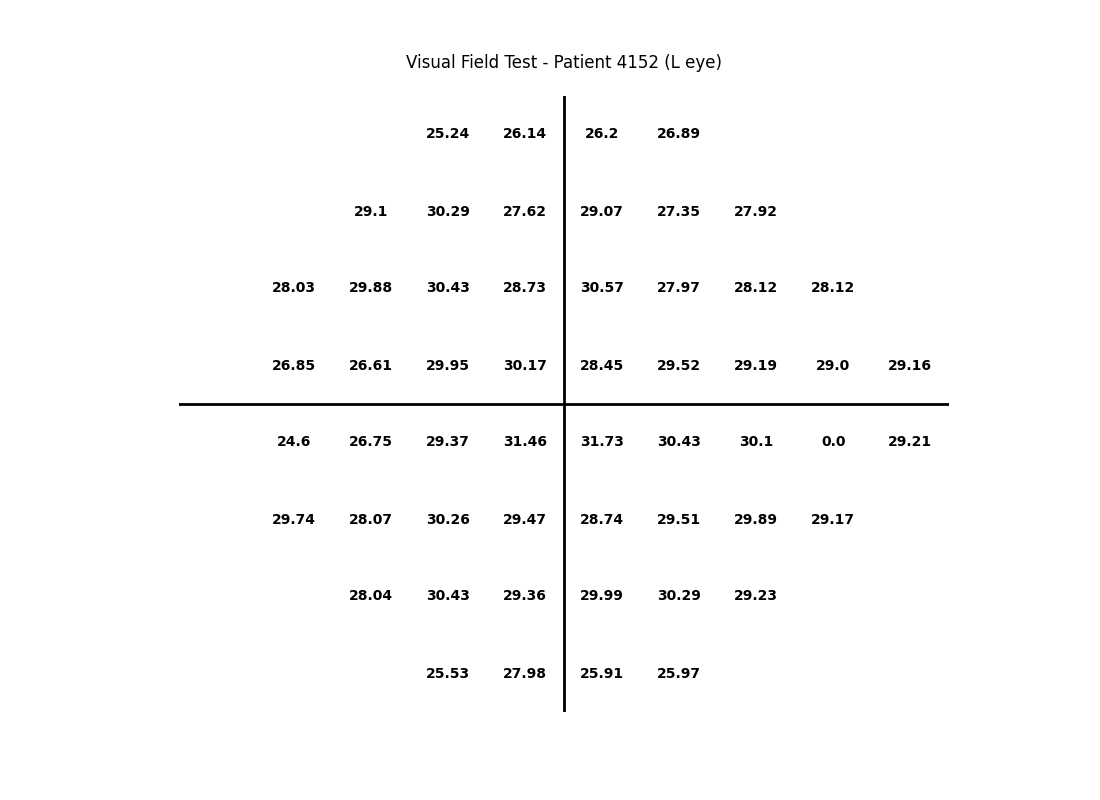 Visual Field Test - Patient 4152 (L eye)
25.24 26.14 26.2 26.89
29.1 30.29 27.62 29.07 27.35 27.92
28.03 29.88 30.43 28.73 30.57 27.97 28.12 28.12
26.85 26.61 29.95 30.17 28.45 29.52 29.19 29.0 29.16
24.6 26.75 29.37 31.46 31.73 30.43 30.1 0.0 29.21
29.74 28.07 30.26 29.47 28.74 29.51 29.89 29.17
28.04 30.43 29.36 29.99 30.29 29.23
25.53 27.98 25.91 25.97